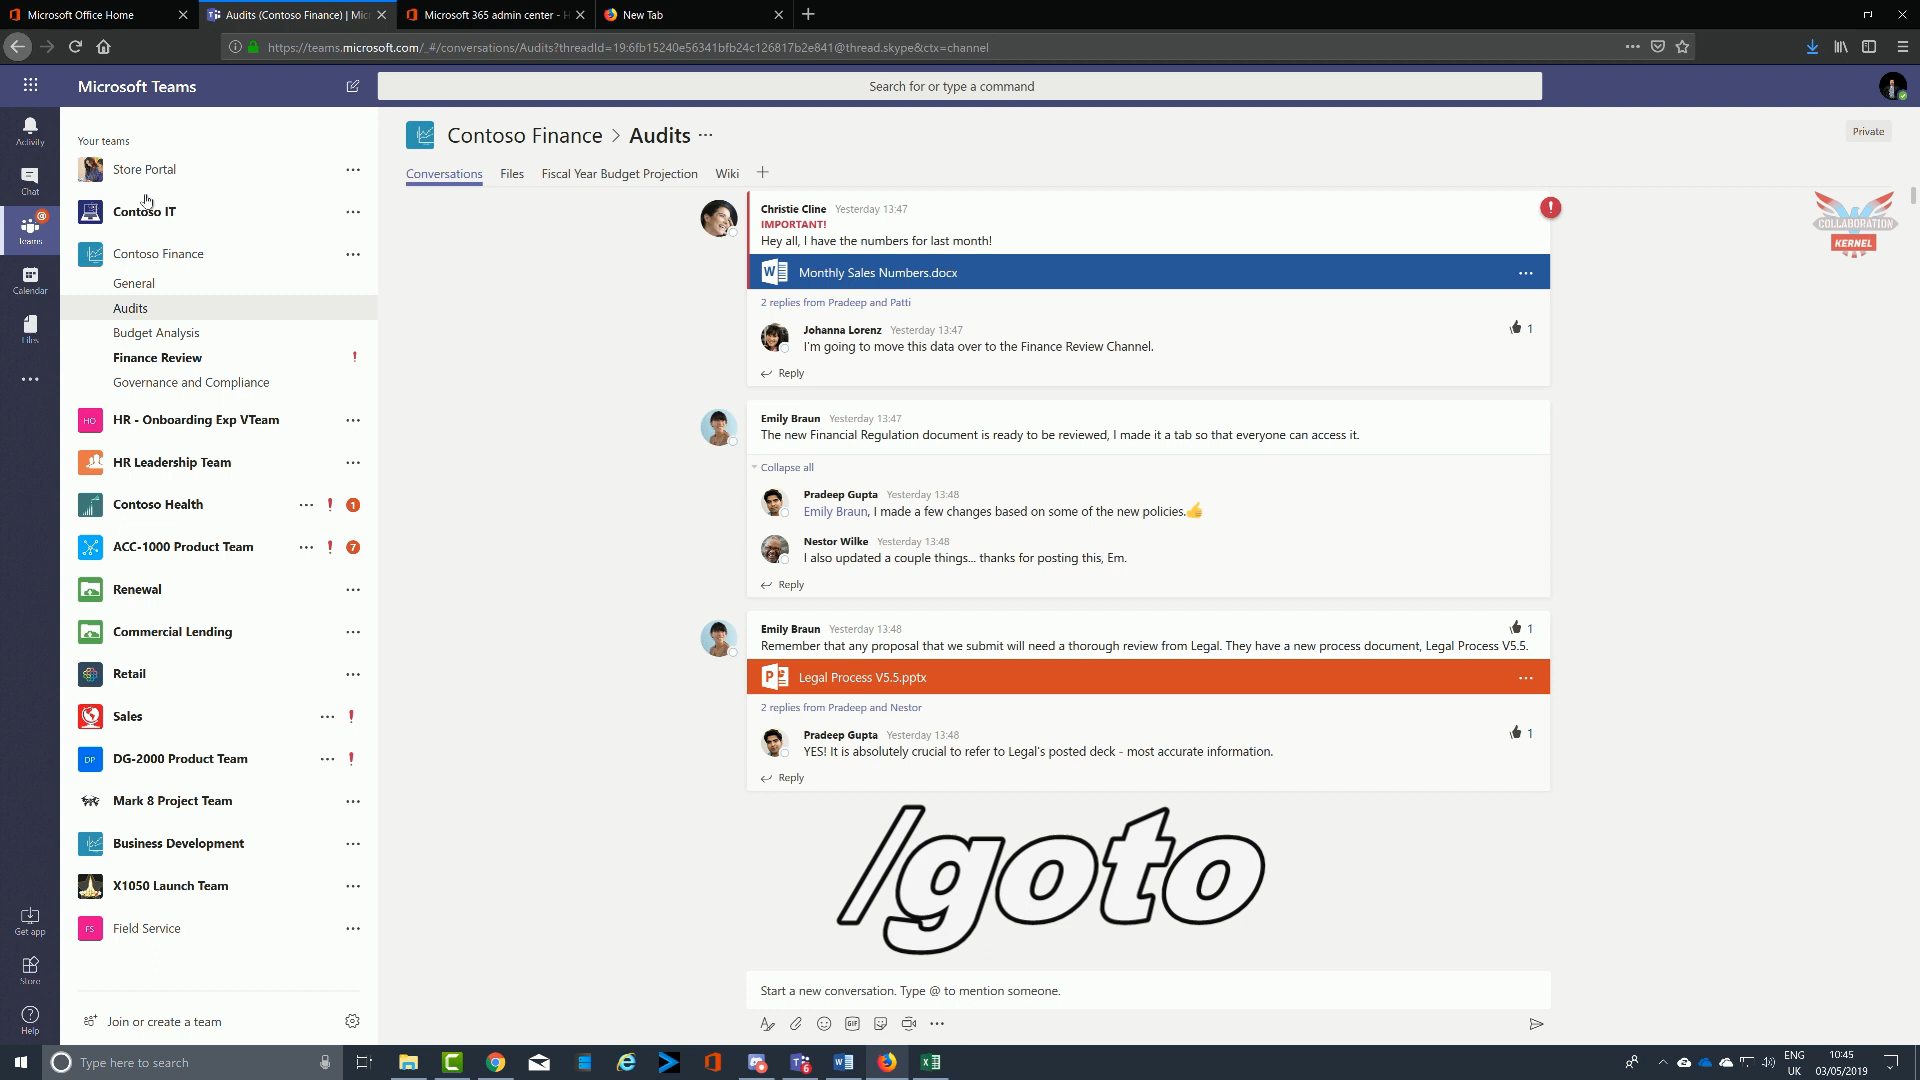 Microsoft Office Home
Audits (Contoso Finance) | Micr
Microsoft 365 admin center - H
New Tab
https://teams.microsoft.com/_#/conversations/Audits?threadId=19:6fb15240e56341bfb24c126817b2e841@thread.skype&ctx=channel
Microsoft Teams
Search for or type a command
Activity
Chat
Teams
Calendar
Files
Get app
Store
Help
Your teams
Store Portal
Contoso IT
Contoso Finance
General
Audits
Budget Analysis
Finance Review
Governance and Compliance
HO
HR - Onboarding Exp VTeam
HR Leadership Team
Contoso Health
1
ACC-1000 Product Team
7
Renewal
Commercial Lending
Retail
Sales
DP
DG-2000 Product Team
Mark 8 Project Team
Business Development
X1050 Launch Team
FS
Field Service
Join or create a team
Contoso Finance > Audits
Private
Conversations
Files
Fiscal Year Budget Projection
Wiki
COLLABORATION
KERNEL
Christie Cline Yesterday 13:47
IMPORTANT!
Hey all, I have the numbers for last month!
Monthly Sales Numbers.docx
2 replies from Pradeep and Patti
Johanna Lorenz Yesterday 13:47
1
I'm going to move this data over to the Finance Review Channel.
Reply
Emily Braun Yesterday 13:47
The new Financial Regulation document is ready to be reviewed, I made it a tab so that everyone can access it.
Collapse all
Pradeep Gupta Yesterday 13:48
Emily Braun, I made a few changes based on some of the new policies.
Nestor Wilke Yesterday 13:48
I also updated a couple things... thanks for posting this, Em.
Reply
Emily Braun Yesterday 13:48
1
Remember that any proposal that we submit will need a thorough review from Legal. They have a new process document, Legal Process V5.5.
Legal Process V5.5.pptx
2 replies from Pradeep and Nestor
Pradeep Gupta Yesterday 13:48
1
YES! It is absolutely crucial to refer to Legal's posted deck - most accurate information.
Reply
/goto
Start a new conversation. Type @ to mention someone.
GIF
Type here to search
6
ENG
UK
10:45
03/05/2019